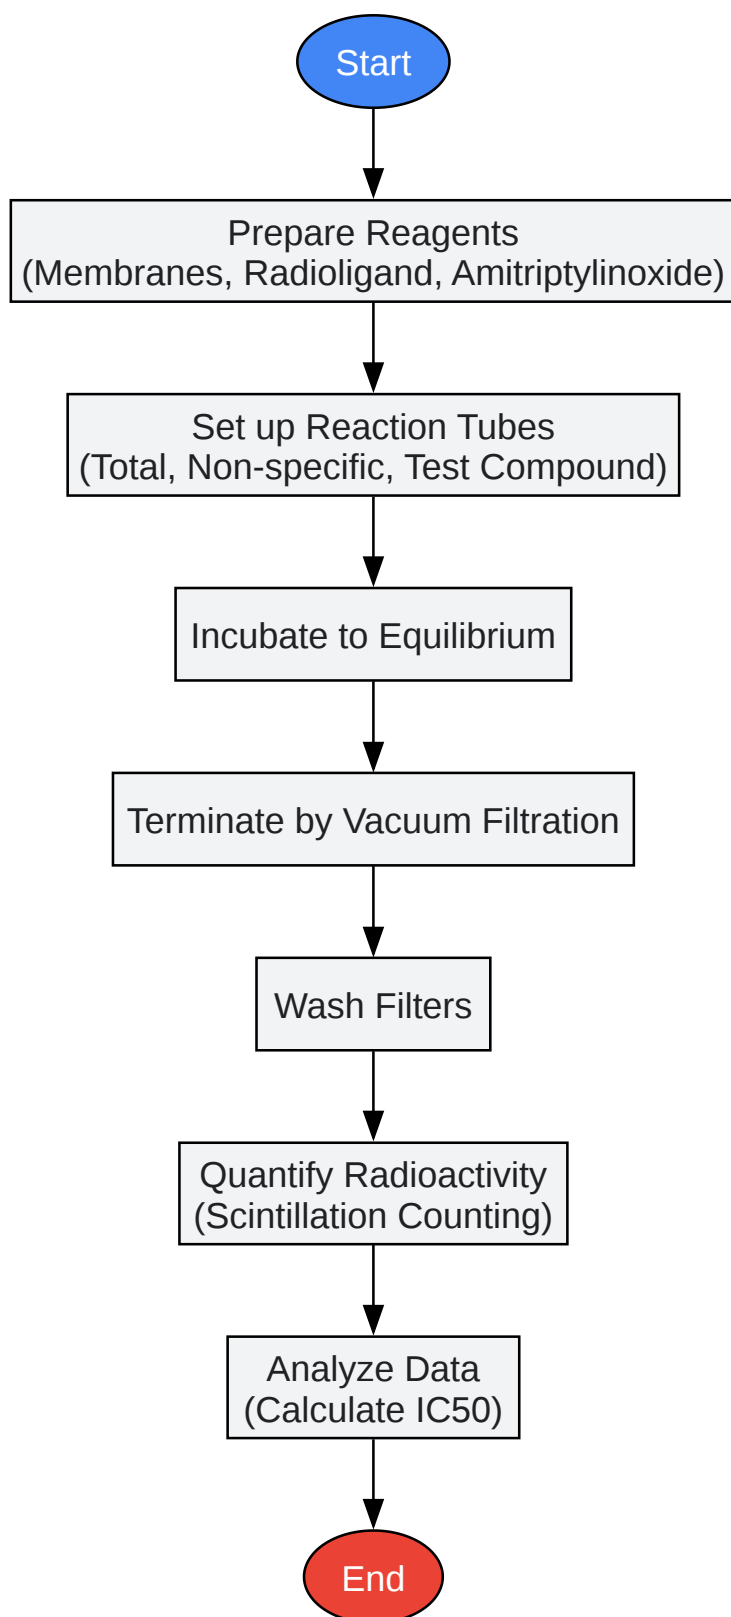 Start
Prepare Reagents
(Membranes, Radioligand, Amitriptylinoxide)
Set up Reaction Tubes
(Total, Non-specific, Test Compound)
Incubate to Equilibrium
Terminate by Vacuum Filtration
Wash Filters
Quantify Radioactivity
(Scintillation Counting)
Analyze Data
(Calculate IC50)
End